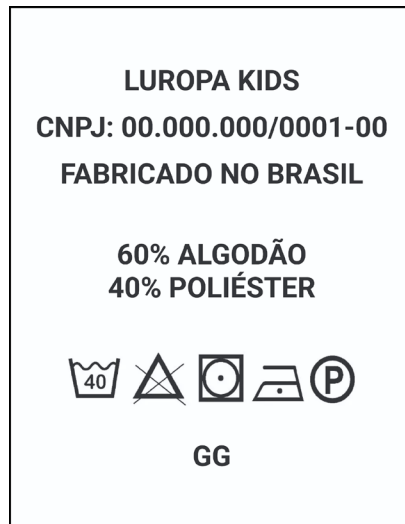 LUROPA KIDS
CNPJ: 00.000.000/0001-00
FABRICADO NO BRASIL
60% ALGODÃO
40% POLIÉSTER
40 P
GG